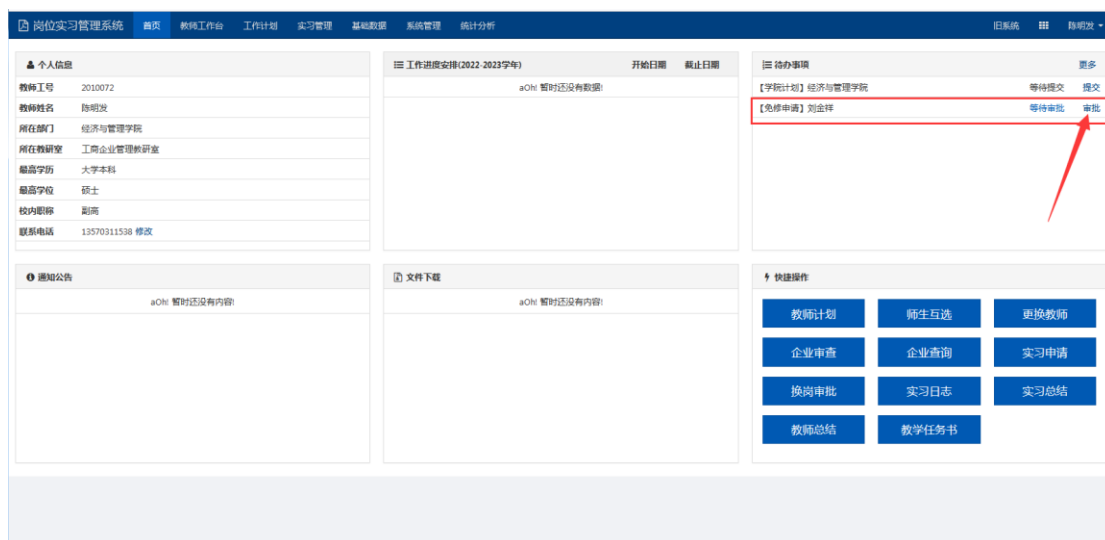 岗位实习管理系统 首页 教师工作台 工作计划 实习管理 基础数据 系统管理 统计分析 旧系统 陈明发
个人信息
教师工号 2010072
教师姓名 陈明发
所在部门 经济与管理学院
所在教研室 工商企业管理教研室
最高学历 大学本科
最高学位 硕士
校内职称 副高
联系电话 13570311538 修改
工作进度安排(2022-2023学年) 开始日期 截止日期
aOh! 暂时还没有数据!
待办事项 更多
【学院计划】经济与管理学院 等待提交 提交
【免修申请】刘金祥 等待审批 审批
通知公告
aOh! 暂时还没有内容!
文件下载
aOh! 暂时还没有内容!
快捷操作
教师计划 师生互选 更换教师
企业审查 企业查询 实习申请
换岗审批 实习日志 实习总结
教师总结 教学任务书